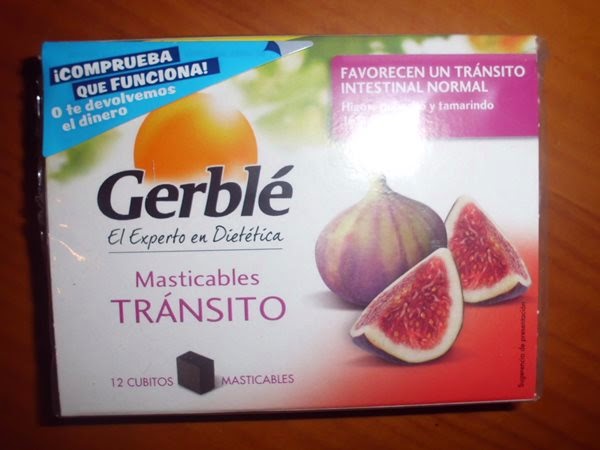 ¡COMPRUEBA
QUE FUNCIONA!
O te devolvemos
el dinero
FAVORECEN UN TRÁNSITO
INTESTINAL NORMAL
Higos, y tamarindo
Gerblé
El Experto en Dietética
Masticables
TRÁNSITO
12 CUBITOS MASTICABLES
Sugerencia de presentación